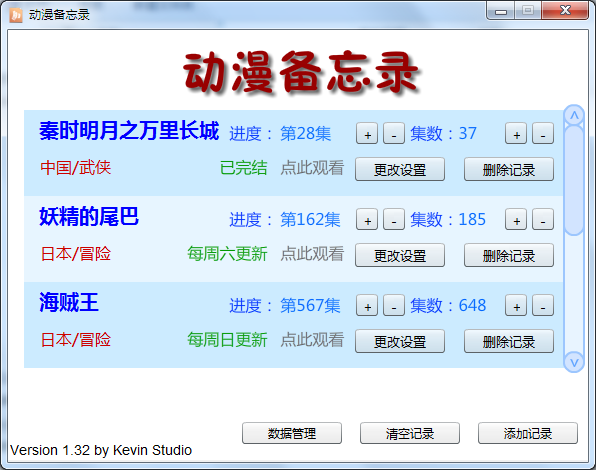 动漫备忘录
动漫备忘录
秦时明月之万里长城 进度：第28集 + - 集数：37 + -
中国/武侠 已完结 点此观看 更改设置 删除记录
妖精的尾巴 进度：第162集 + - 集数：185 + -
日本/冒险 每周六更新 点此观看 更改设置 删除记录
海贼王 进度：第567集 + - 集数：648 + -
日本/冒险 每周日更新 点此观看 更改设置 删除记录
数据管理 清空记录 添加记录
Version 1.32 by Kevin Studio